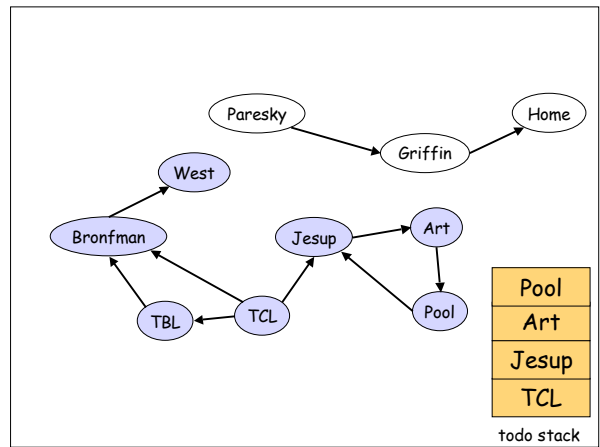 Paresky
Home
Griffin
West
Art
Bronfman
Jesup
Pool
TBL
TCL
Pool
Art
Jesup
TCL
todo stack